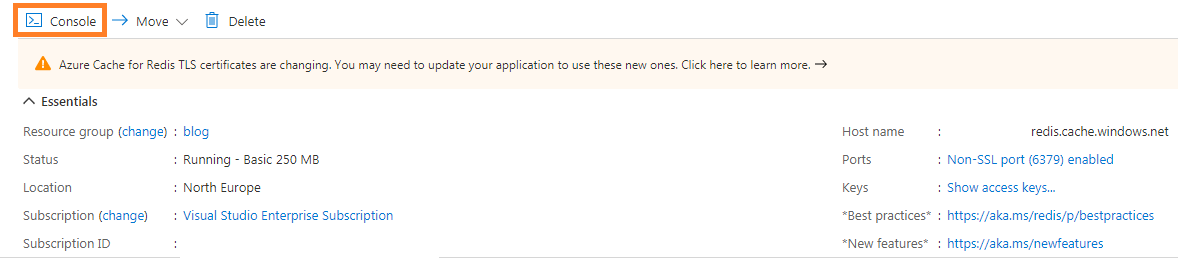 Console Move Delete
Azure Cache for Redis TLS certificates are changing. You may need to update your application to use these new ones. Click here to learn more. →
Essentials
Resource group (change) : blog
Status : Running - Basic 250 MB
Location : North Europe
Subscription (change) : Visual Studio Enterprise Subscription
Subscription ID :
Host name : redis.cache.windows.net
Ports : Non-SSL port (6379) enabled
Keys : Show access keys...
*Best practices* : https://aka.ms/redis/p/bestpractices
*New features* : https://aka.ms/newfeatures